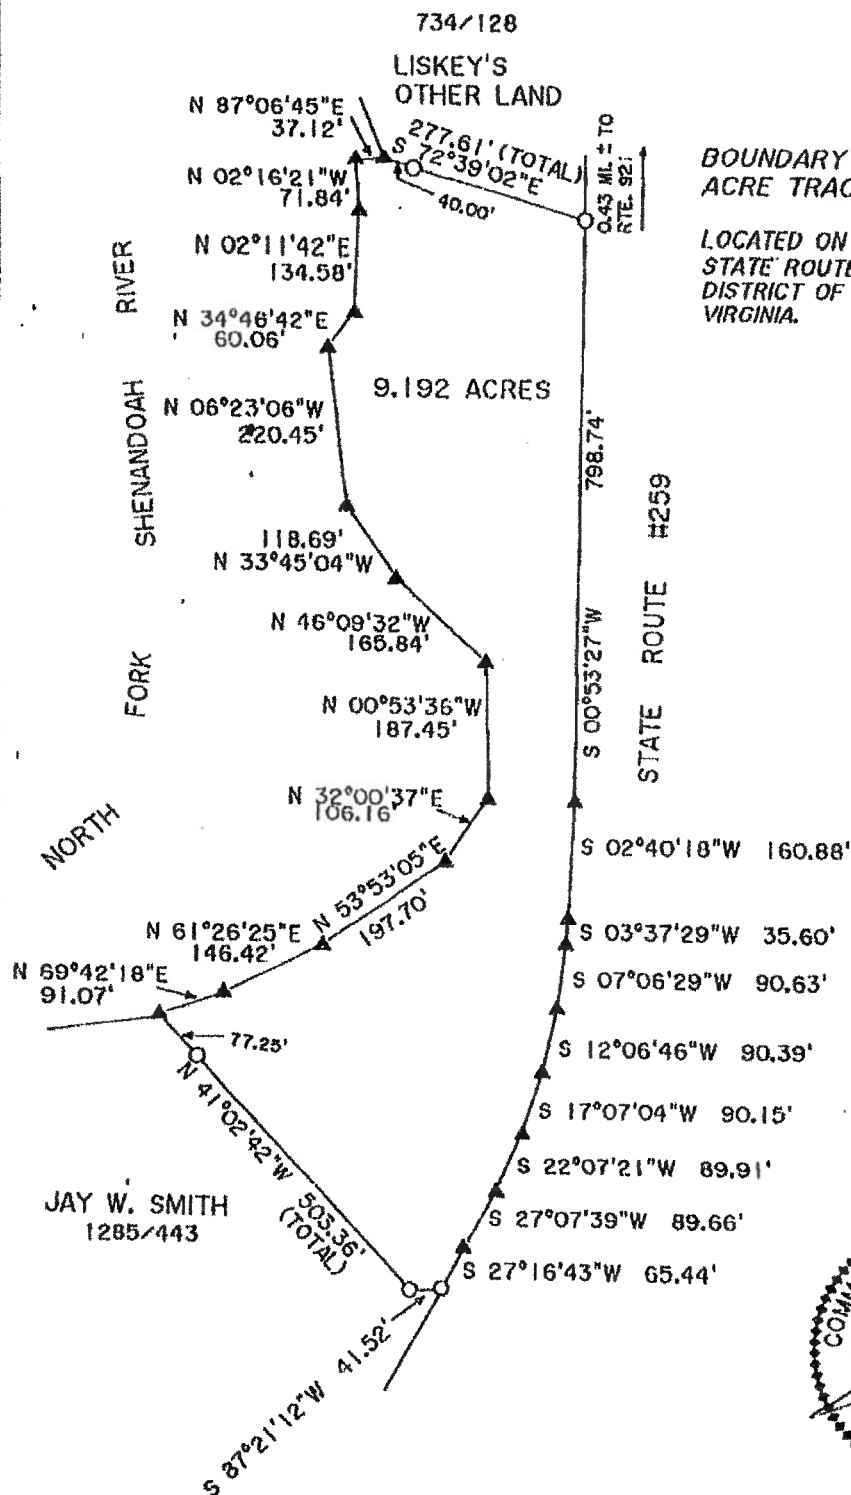 734/128
LISKEY'S
OTHER LAND
N 87°06'45"E
37.12'
277.61' (TOTAL)
S 72°39'02"E
40.00'
0.43 MI. ± TO
RTE. 921
BOUNDARY
ACRE TRAC
LOCATED ON
STATE ROUTE
DISTRICT OF
VIRGINIA.
N 02°16'21"W
71.84'
N 02°11'42"E
134.58'
N 34°46'42"E
60.06'
9.192 ACRES
N 06°23'06"W
220.45'
118.69'
N 33°45'04"W
N 46°09'32"W
165.84'
N 00°53'36"W
187.45'
N 32°00'37"E
106.16'
N 53°53'05"E
197.70'
N 61°26'25"E
146.42'
N 69°42'18"E
91.07'
NORTH FORK SHENANDOAH RIVER
798.74'
S 00°53'27"W
STATE ROUTE #259
S 02°40'18"W 160.88'
S 03°37'29"W 35.60'
S 07°06'29"W 90.63'
S 12°06'46"W 90.39'
S 17°07'04"W 90.15'
S 22°07'21"W 89.91'
S 27°07'39"W 89.66'
S 27°16'43"W 65.44'
77.25'
N 41°02'42"W 503.36'
(TOTAL)
JAY W. SMITH
1285/443
S 87°21'12"W 41.52'
COMM